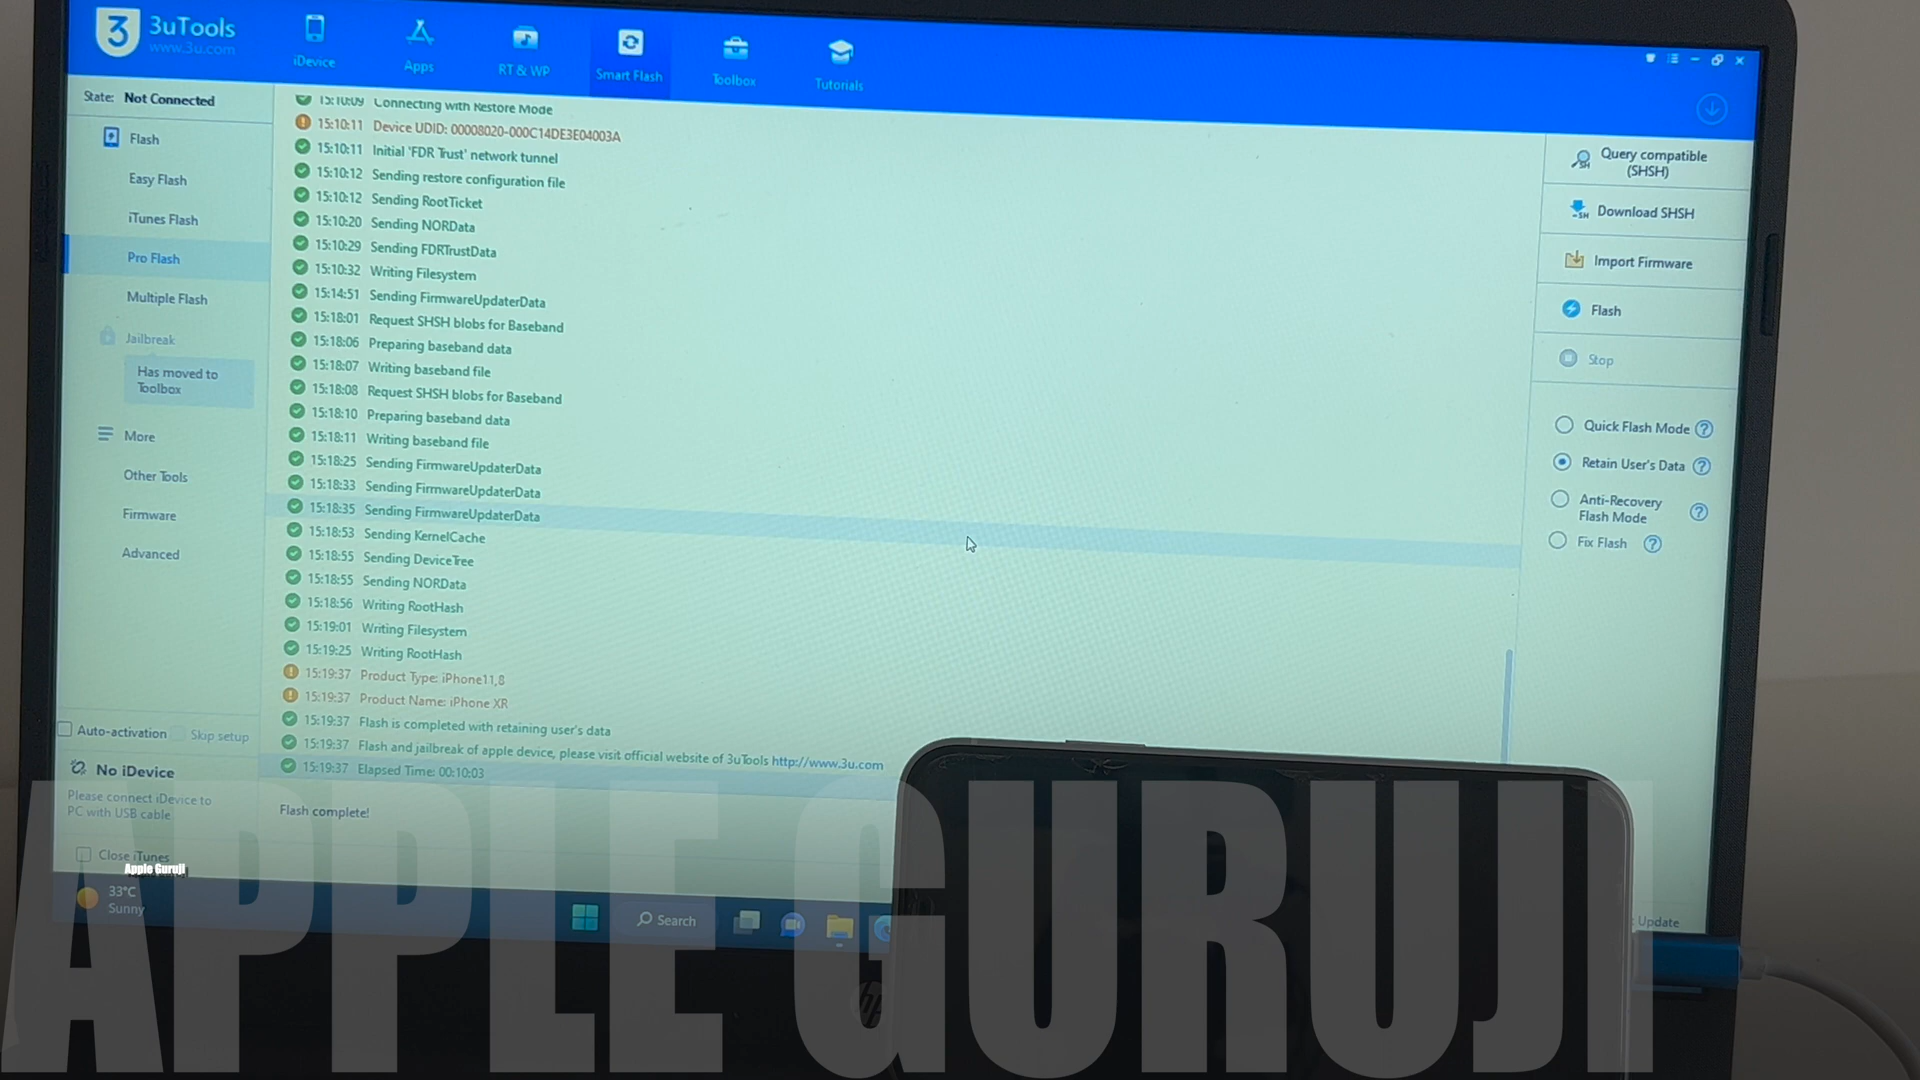 3uTools
www.3u.com
iDevice
Apps
RT & WP
Smart Flash
Toolbox
Tutorials
State: Not Connected
Flash
Easy Flash
iTunes Flash
Pro Flash
Multiple Flash
Jailbreak
Has moved to
Toolbox
More
Other Tools
Firmware
Advanced
Auto-activation Skip setup
No iDevice
Please connect iDevice to
PC with USB cable
Close iTunes
15:10:09 Connecting with Restore Mode
15:10:11 Device UDID: 00008020-000C14DE3E04003A
15:10:11 Initial 'FDR Trust' network tunnel
15:10:12 Sending restore configuration file
15:10:12 Sending RootTicket
15:10:20 Sending NORData
15:10:29 Sending FDRTrustData
15:10:32 Writing Filesystem
15:14:51 Sending FirmwareUpdaterData
15:18:01 Request SHSH blobs for Baseband
15:18:06 Preparing baseband data
15:18:07 Writing baseband file
15:18:08 Request SHSH blobs for Baseband
15:18:10 Preparing baseband data
15:18:11 Writing baseband file
15:18:25 Sending FirmwareUpdaterData
15:18:33 Sending FirmwareUpdaterData
15:18:35 Sending FirmwareUpdaterData
15:18:53 Sending KernelCache
15:18:55 Sending DeviceTree
15:18:55 Sending NORData
15:18:56 Writing RootHash
15:19:01 Writing Filesystem
15:19:25 Writing RootHash
15:19:37 Product Type: iPhone11,8
15:19:37 Product Name: iPhone XR
15:19:37 Flash is completed with retaining user's data
15:19:37 Flash and jailbreak of apple device, please visit official website of 3uTools http://www.3u.com
15:19:37 Elapsed Time: 00:10:03
Flash complete!
Query compatible
(SHSH)
Download SHSH
Import Firmware
Flash
Stop
Quick Flash Mode ?
Retain User's Data ?
Anti-Recovery
Flash Mode ?
Fix Flash ?
Update
Apple Guruji
33°C
Sunny
Search
hp
APPLE GURUJI